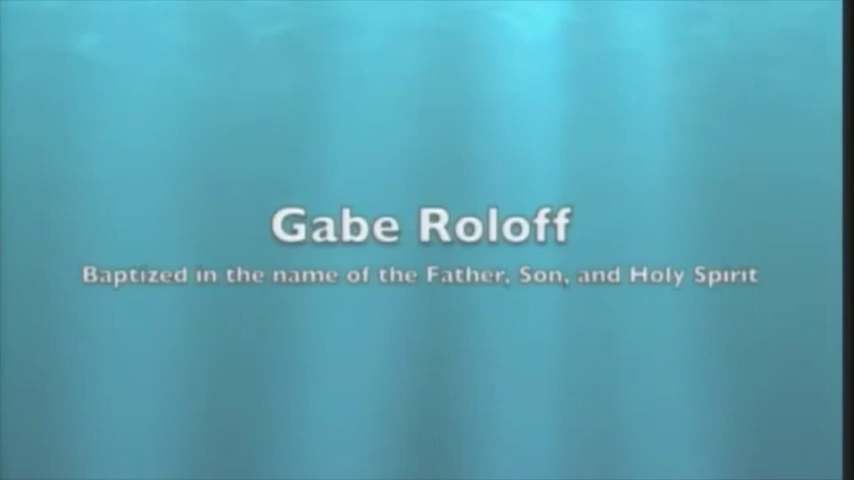 Gabe Roloff
Baptized in the name of the Father, Son, and Holy Spirit